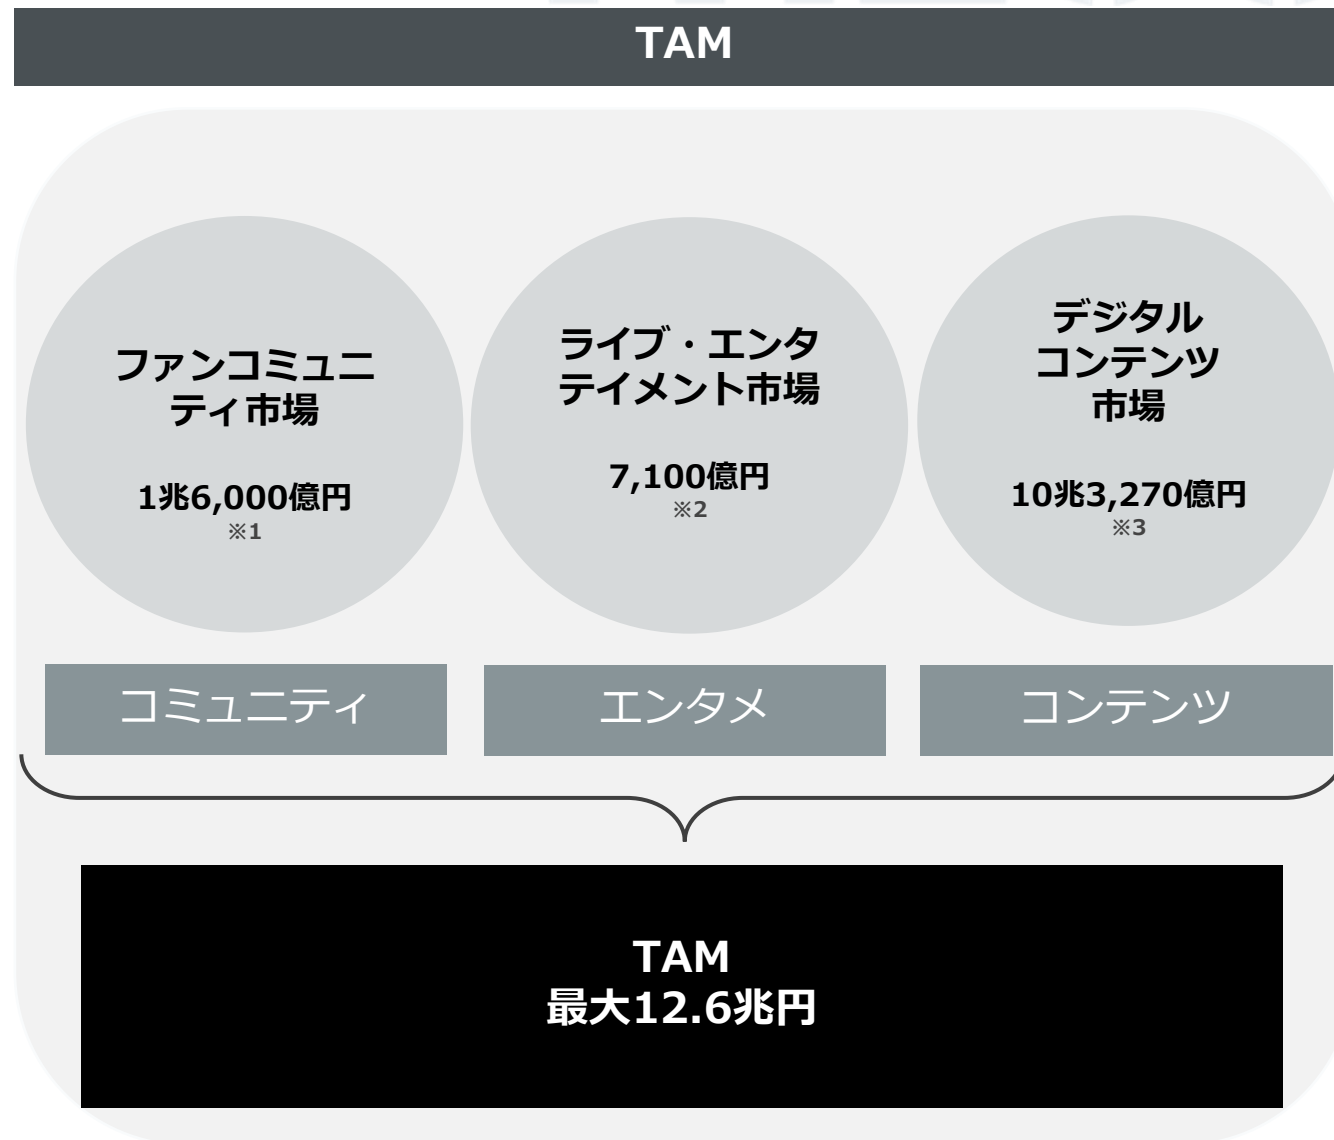 TAM
ファンコミュニ
ティ市場
1兆6,000億円
※1
ライブ・エンタ
テイメント市場
7,100億円
※2
デジタル
コンテンツ
市場
10兆3,270億円
※3
コミュニティ
エンタメ
コンテンツ
TAM
最大12.6兆円